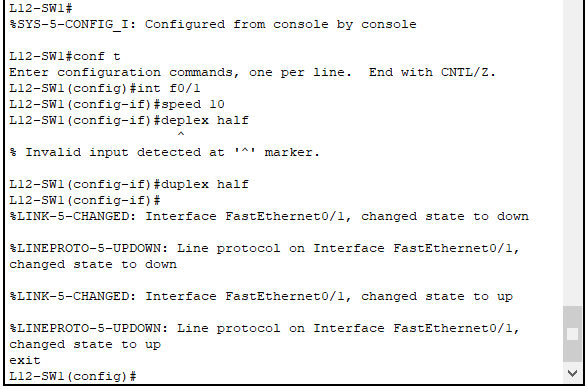 L12-SW1#
%SYS-5-CONFIG_I: Configured from console by console
L12-SW1#conf t
Enter configuration commands, one per line.  End with CNTL/Z.
L12-SW1(config)#int f0/1
L12-SW1(config-if)#speed 10
L12-SW1(config-if)#deplex half
^
% Invalid input detected at '^' marker.
L12-SW1(config-if)#duplex half
L12-SW1(config-if)#
%LINK-5-CHANGED: Interface FastEthernet0/1, changed state to down
%LINEPROTO-5-UPDOWN: Line protocol on Interface FastEthernet0/1,
changed state to down
%LINK-5-CHANGED: Interface FastEthernet0/1, changed state to up
%LINEPROTO-5-UPDOWN: Line protocol on Interface FastEthernet0/1,
changed state to up
exit
L12-SW1(config)#